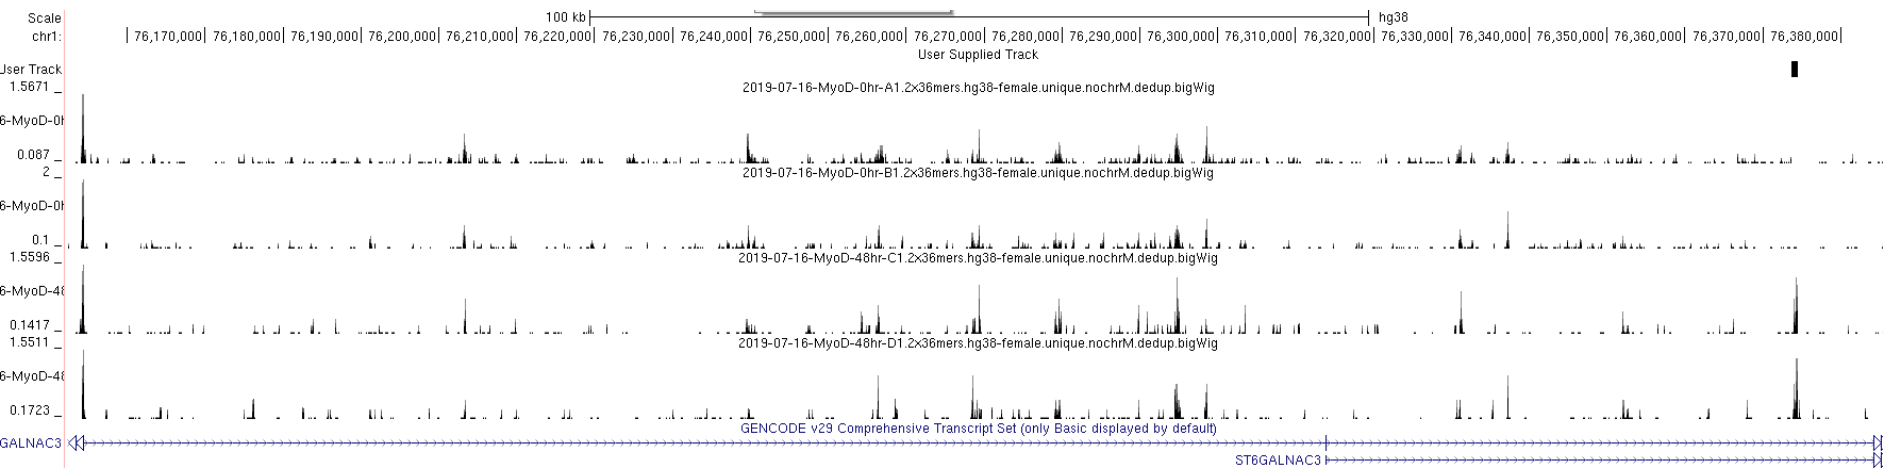 Scale 100 kb hg38
chr1: 76,170,000 76,180,000 76,190,000 76,200,000 76,210,000 76,220,000 76,230,000 76,240,000 76,250,000 76,260,000 76,270,000 76,280,000 76,290,000 76,300,000 76,310,000 76,320,000 76,330,000 76,340,000 76,350,000 76,360,000 76,370,000 76,380,000
User Supplied Track
User Track
1.5671 _ 2019-07-16-MyoD-0hr-A1.2x36mers.hg38-female.unique.nochrM.dedup.bigWig
6-MyoD-0h
0.087 _
2 _ 2019-07-16-MyoD-0hr-B1.2x36mers.hg38-female.unique.nochrM.dedup.bigWig
6-MyoD-0h
0.1 _
1.5596 _ 2019-07-16-MyoD-48hr-C1.2x36mers.hg38-female.unique.nochrM.dedup.bigWig
6-MyoD-48
0.1417 _
1.5511 _ 2019-07-16-MyoD-48hr-D1.2x36mers.hg38-female.unique.nochrM.dedup.bigWig
6-MyoD-48
0.1723 _
GENCODE v29 Comprehensive Transcript Set (only Basic displayed by default)
GALNAC3
ST6GALNAC3